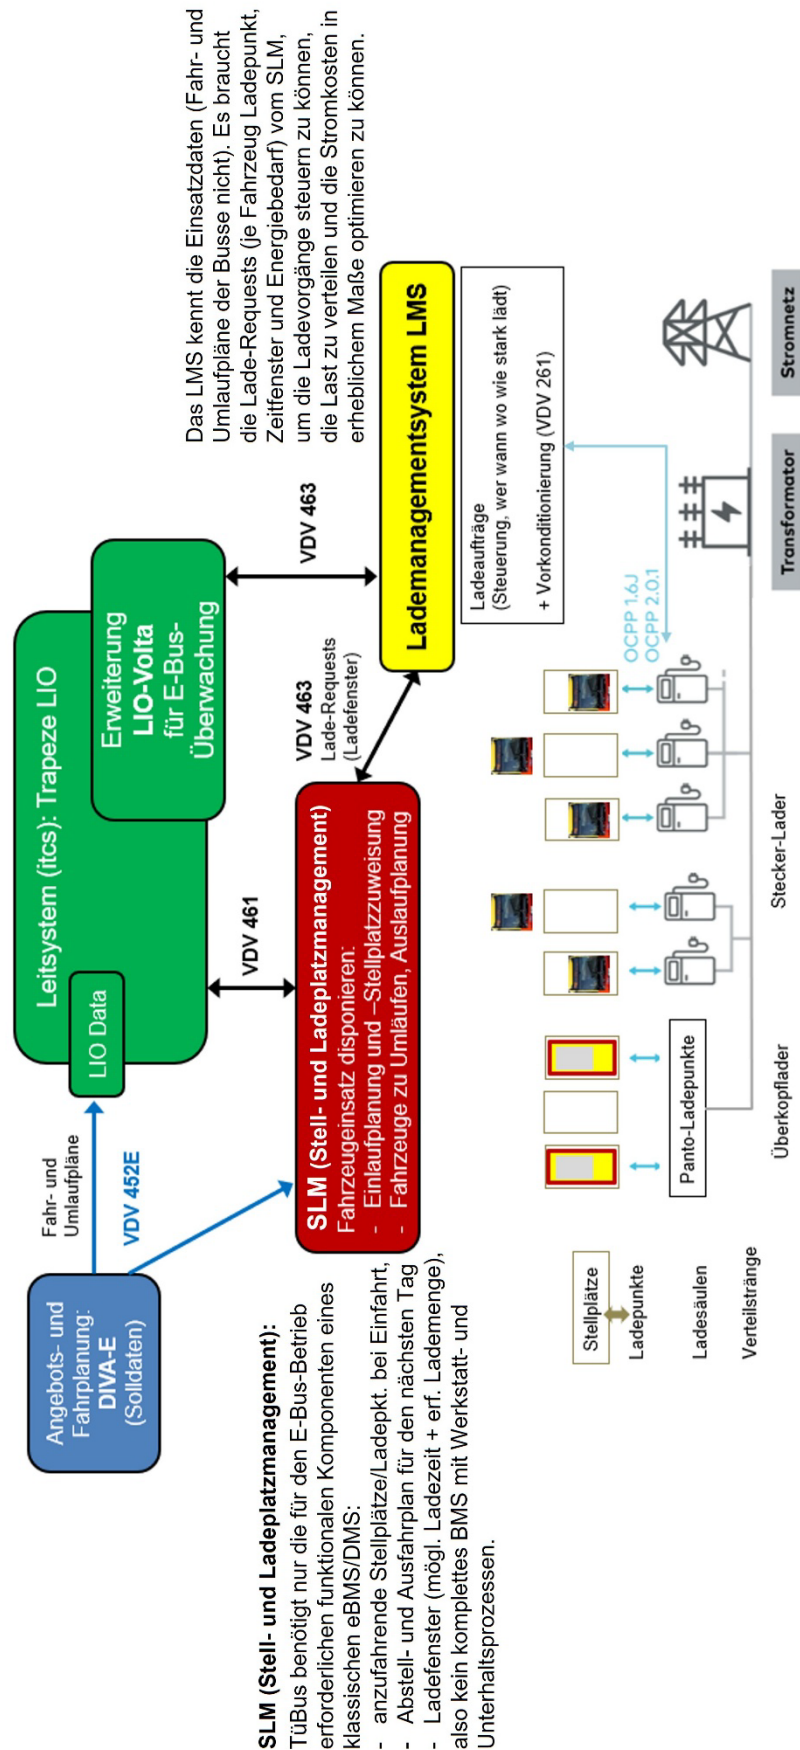 Angebots- und
Fahrplanung:
DIVA-E
(Solldaten)
Fahr- und
Umlaufpläne
VDV 452E
LIO Data
Leitsystem (itcs): Trapeze LIO
Erweiterung
LIO-Volta
für E-Bus-
Überwachung
Das LMS kennt die Einsatzdaten (Fahr- und
Umlaufpläne der Busse nicht). Es braucht
die Lade-Requests (je Fahrzeug Ladepunkt,
Zeitfenster und Energiebedarf) vom SLM,
um die Ladevorgänge steuern zu können,
die Last zu verteilen und die Stromkosten in
erheblichem Maße optimieren zu können.
VDV 461
VDV 463
VDV 463
Lade-Requests
(Ladefenster)
SLM (Stell- und Ladeplatzmanagement):
TüBus benötigt nur die für den E-Bus-Betrieb
erforderlichen funktionalen Komponenten eines
klassischen eBMS/DMS:
- anzufahrende Stellplätze/Ladepkt. bei Einfahrt,
- Abstell- und Ausfahrplan für den nächsten Tag
- Ladefenster (mögl. Ladezeit + erf. Lademenge),
also kein komplettes BMS mit Werkstatt- und
Unterhaltsprozessen.
SLM (Stell- und Ladeplatzmanagement)
Fahrzeugeinsatz disponieren:
- Einlaufplanung und –Stellplatzzuweisung
- Fahrzeuge zu Umläufen, Auslaufplanung
Lademanagementsystem LMS
Ladeaufträge
(Steuerung, wer wann wo wie stark lädt)
+ Vorkonditionierung (VDV 261)
OCPP 1.6J
OCPP 2.0.1
Stellplätze
Ladepunkte
Ladesäulen
Verteilstränge
Panto-Ladepunkte
Überkopflader
Stecker-Lader
Transformator
Stromnetz